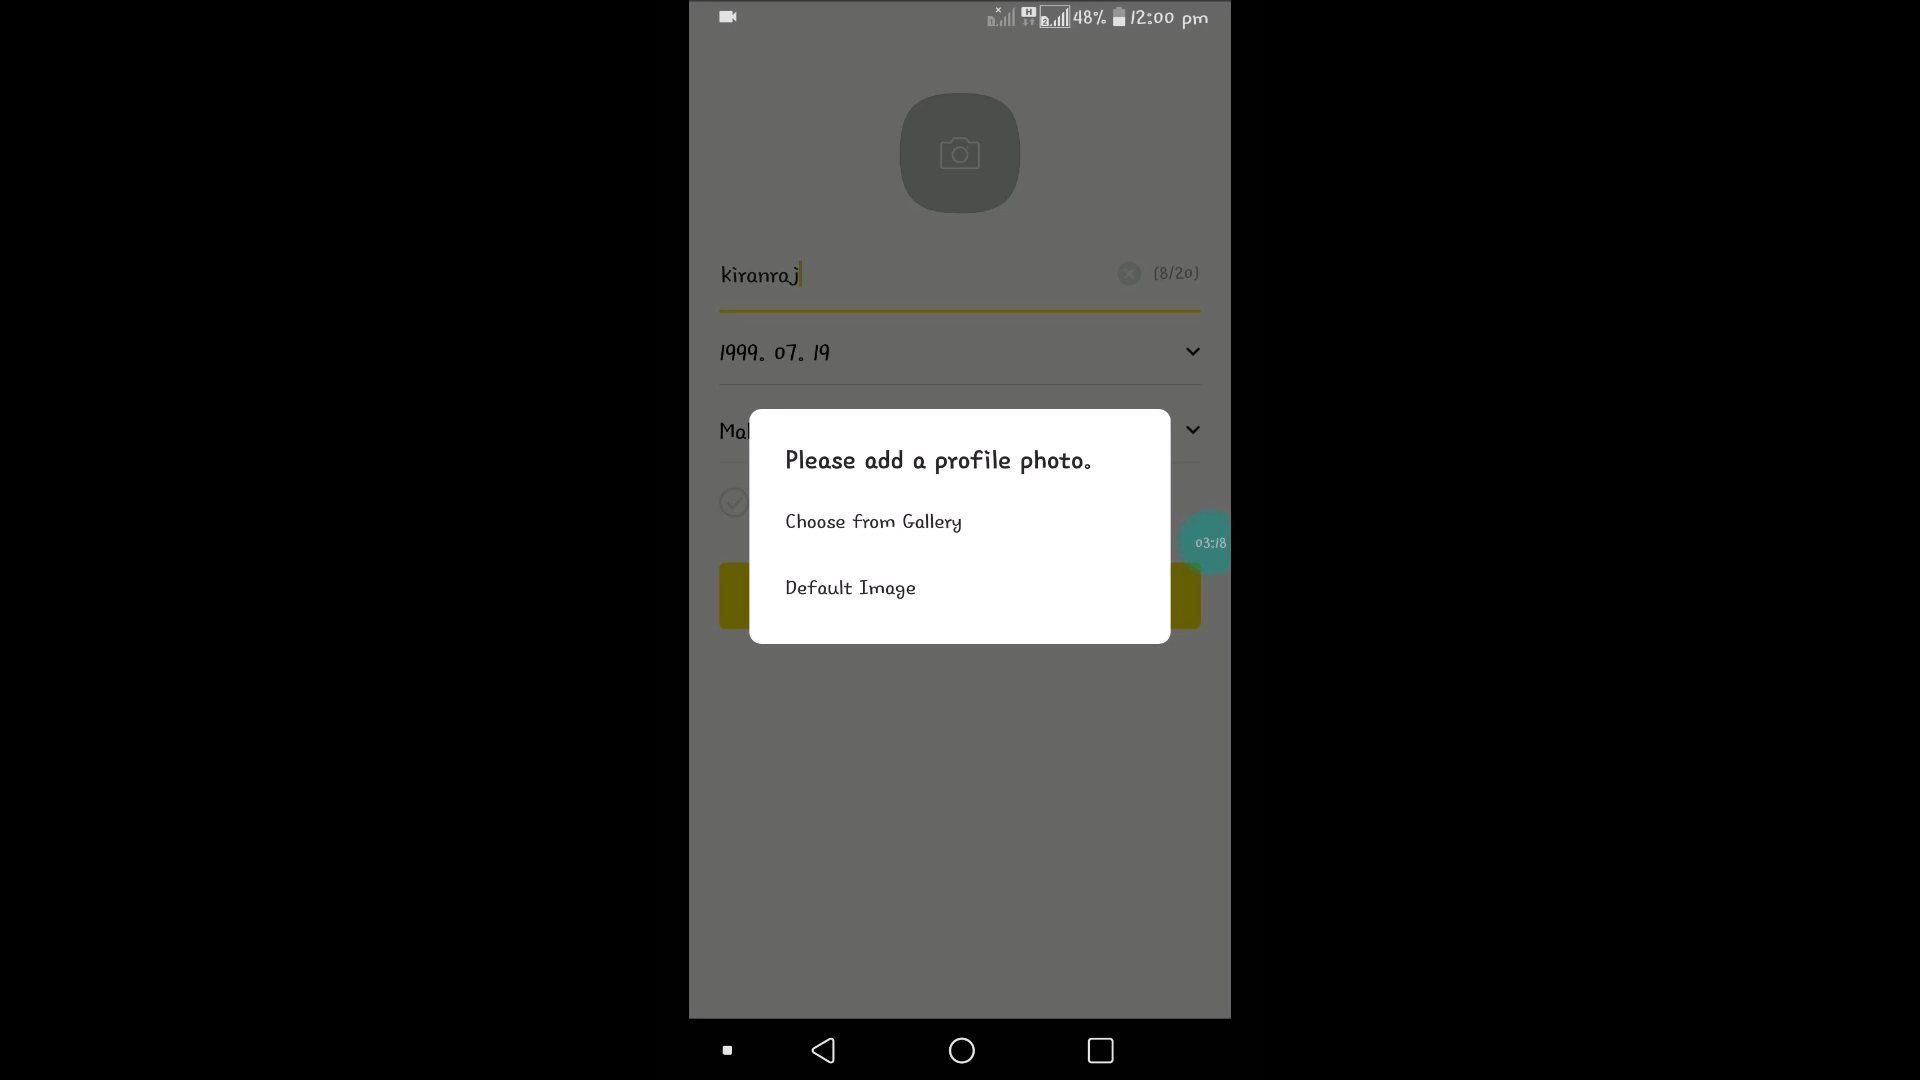 48% 12:00 pm
kiranraj
(8/20)
1999. 07. 19
Mal
Please add a profile photo.
Choose from Gallery
03:18
Default Image